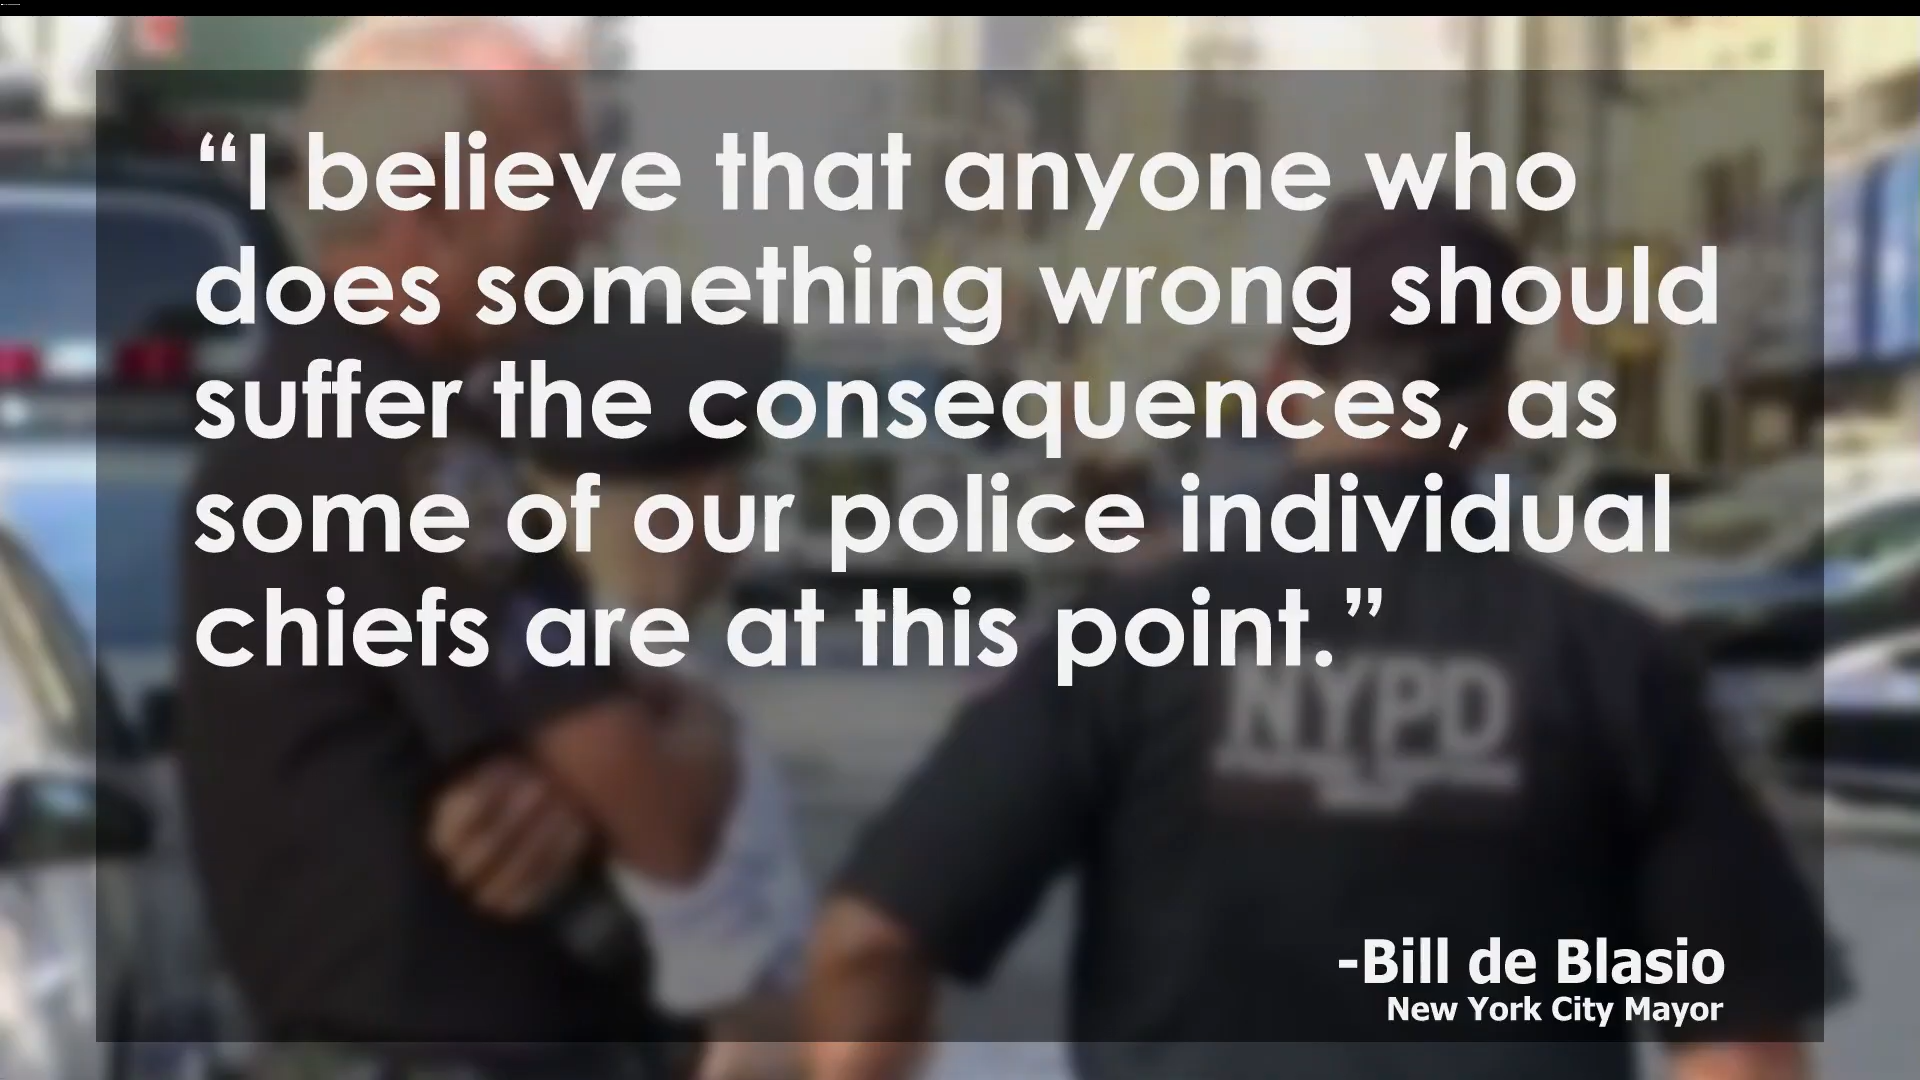 “I believe that anyone who
does something wrong should
suffer the consequences, as
some of our police individual
chiefs are at this point.”
NYPD
-Bill de Blasio
New York City Mayor